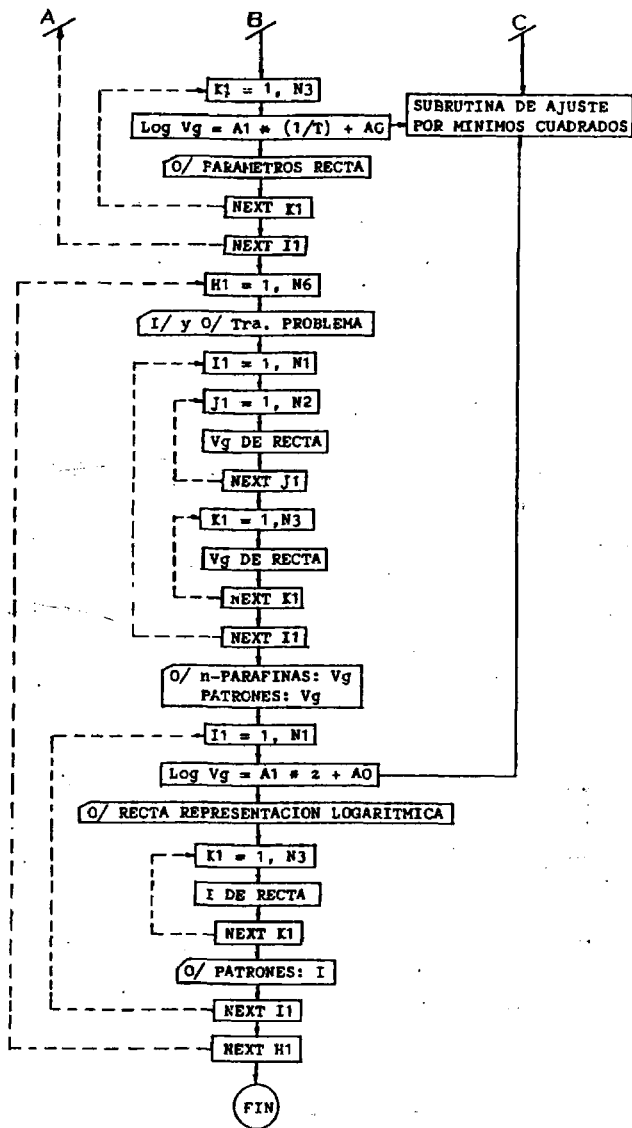 A
B
C
K1 = 1, N3
Log Vg = A1 * (1/T) + A0
SUBRUTINA DE AJUSTE
POR MINIMOS CUADRADOS
O/ PARAMETROS RECTA
NEXT K1
NEXT I1
H1 = 1, N6
I/ y O/ Tra. PROBLEMA
I1 = 1, N1
J1 = 1, N2
Vg DE RECTA
NEXT J1
K1 = 1,N3
Vg DE RECTA
NEXT K1
NEXT I1
O/ n-PARAFINAS: Vg
PATRONES: Vg
I1 = 1, N1
Log Vg = A1 * z + A0
O/ RECTA REPRESENTACION LOGARITMICA
K1 = 1, N3
I DE RECTA
NEXT K1
O/ PATRONES: I
NEXT I1
NEXT H1
FIN